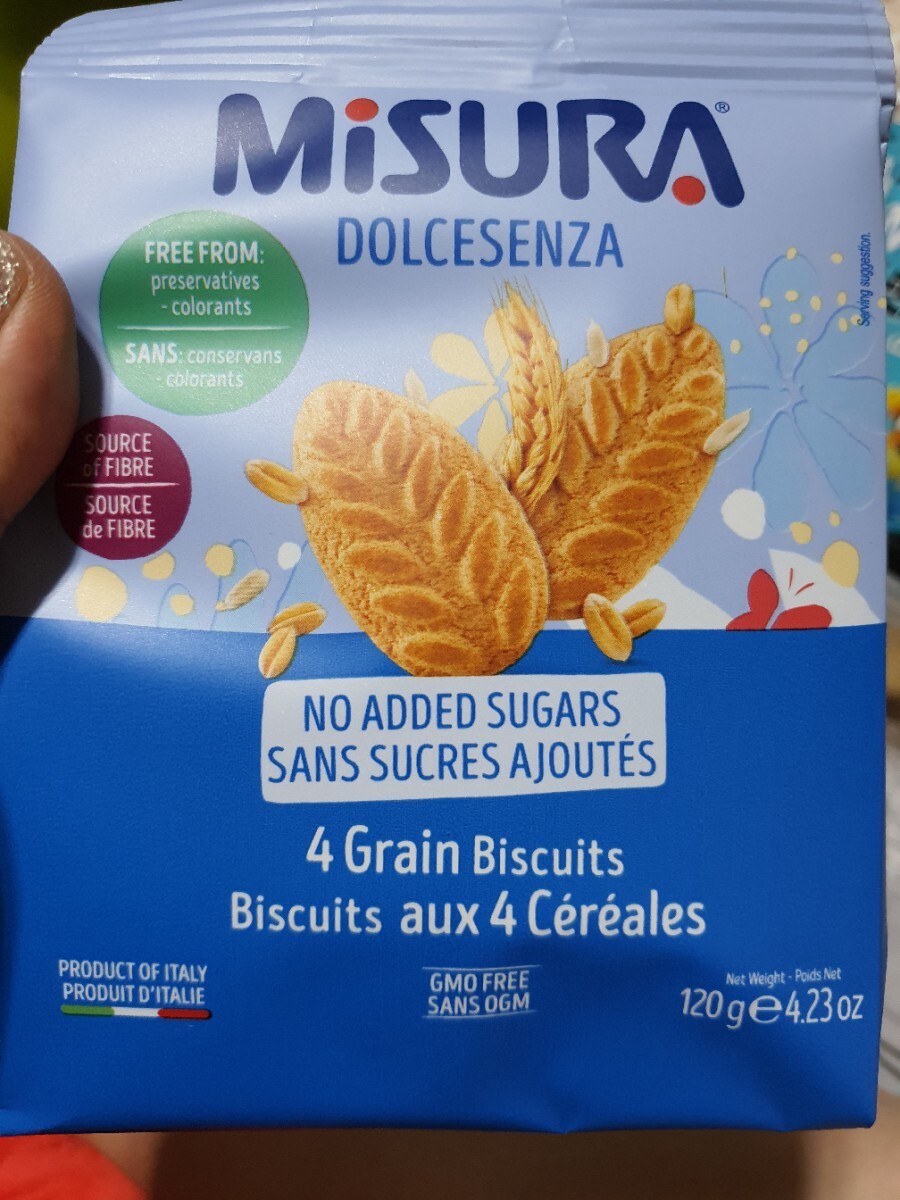 MiSURA®
DOLCESENZA
FREE FROM:
preservatives
- colorants
SANS: conservans
- colorants
Serving suggestion.
SOURCE
of FIBRE
SOURCE
de FIBRE
NO ADDED SUGARS
SANS SUCRES AJOUTÉS
4 Grain Biscuits
Biscuits aux 4 Céréales
PRODUCT OF ITALY
PRODUIT D'ITALIE
GMO FREE
SANS OGM
Net Weight - Poids Net
120 g e 4.23 oz